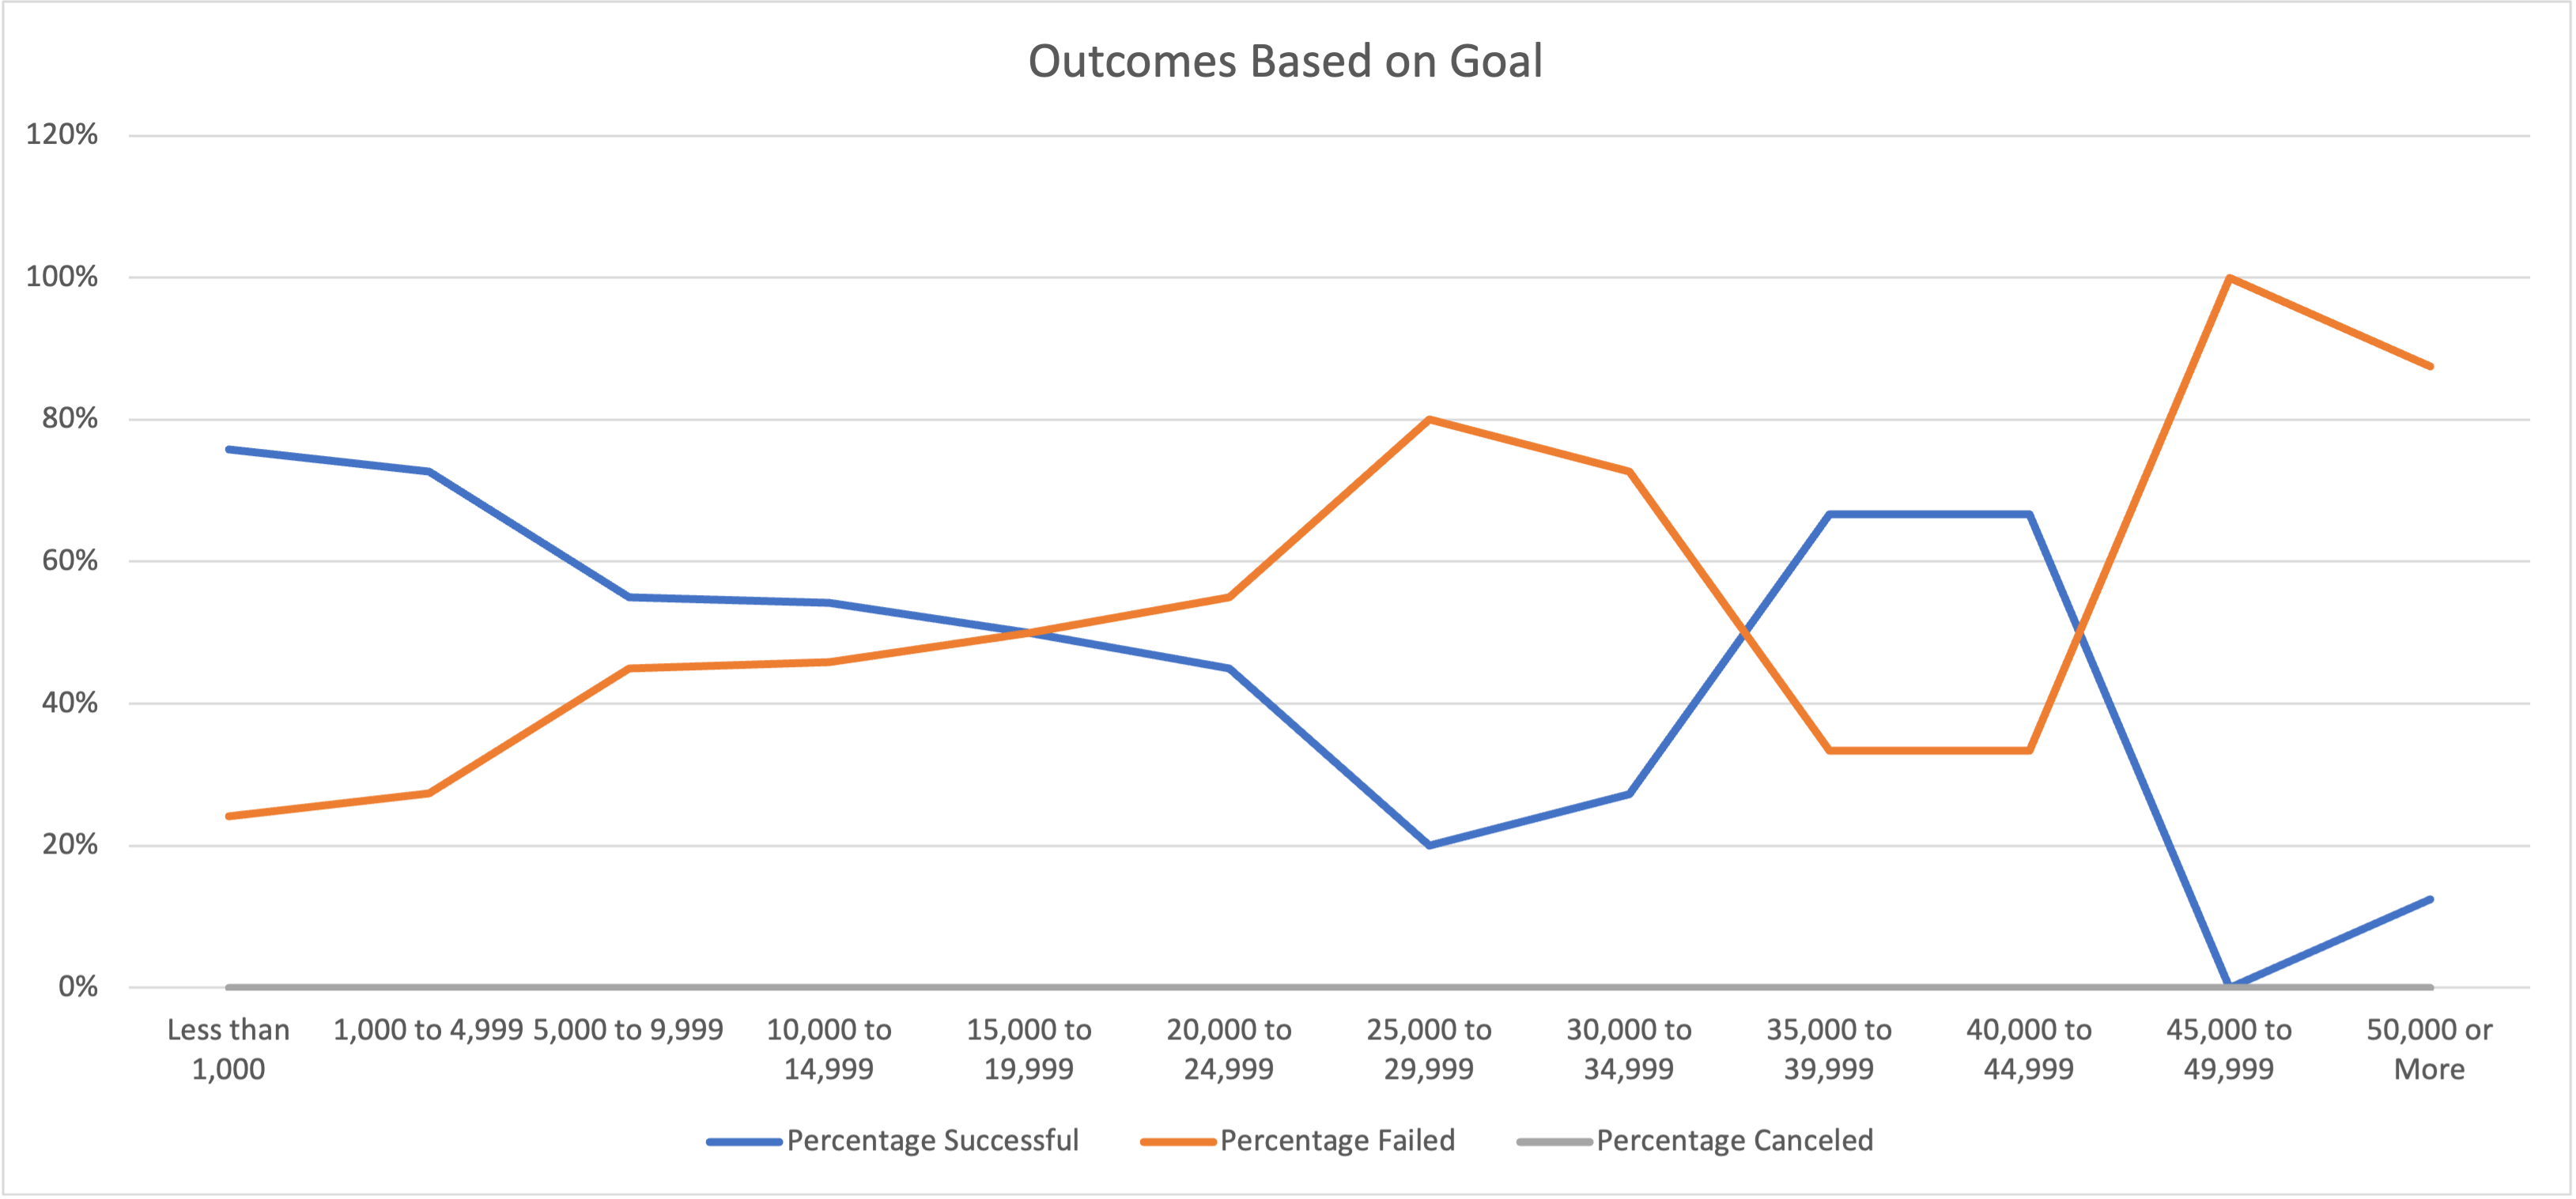 Outcomes Based on Goal
120%
100%
80%
60%
40%
20%
0%
Less than 1,000
1,000 to 4,999
5,000 to 9,999
10,000 to 14,999
15,000 to 19,999
20,000 to 24,999
25,000 to 29,999
30,000 to 34,999
35,000 to 39,999
40,000 to 44,999
45,000 to 49,999
50,000 or More
Percentage Successful
Percentage Failed
Percentage Canceled